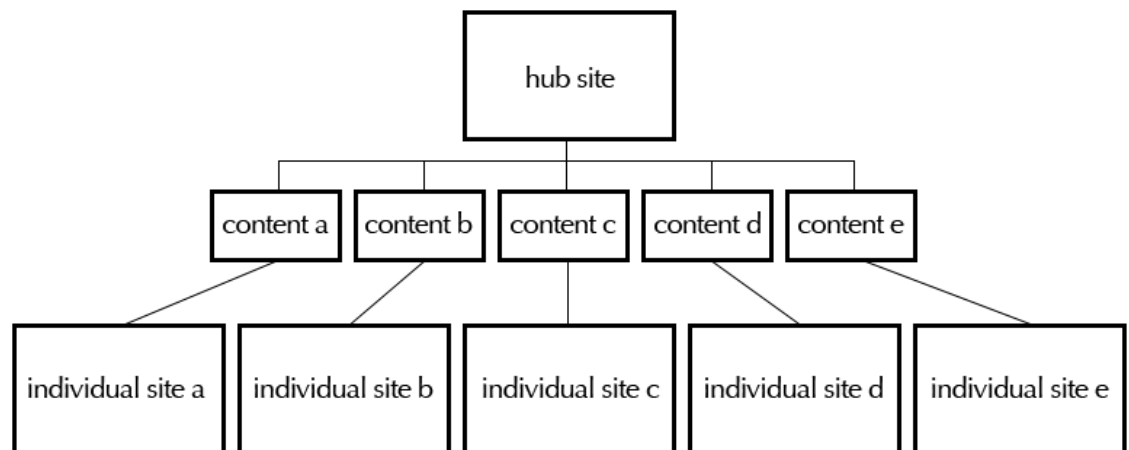 hub site
content a
content b
content c
content d
content e
individual site a
individual site b
individual site c
individual site d
individual site e